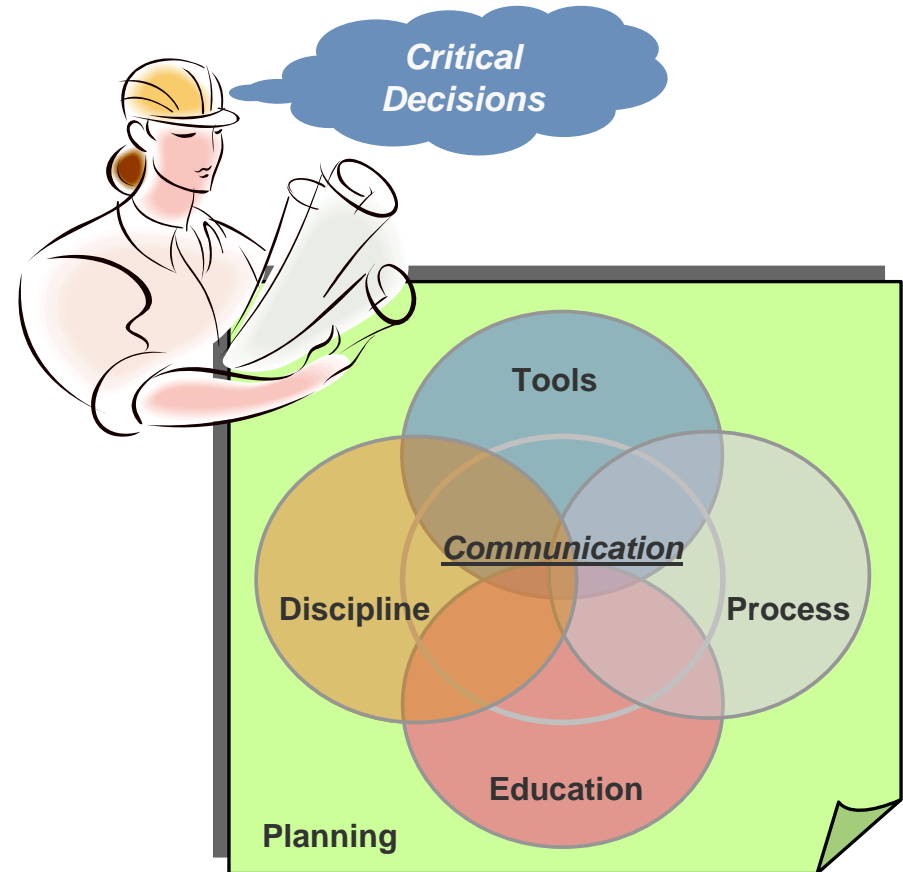 Critical
Decisions
Tools
Communication
Discipline
Process
Education
Planning